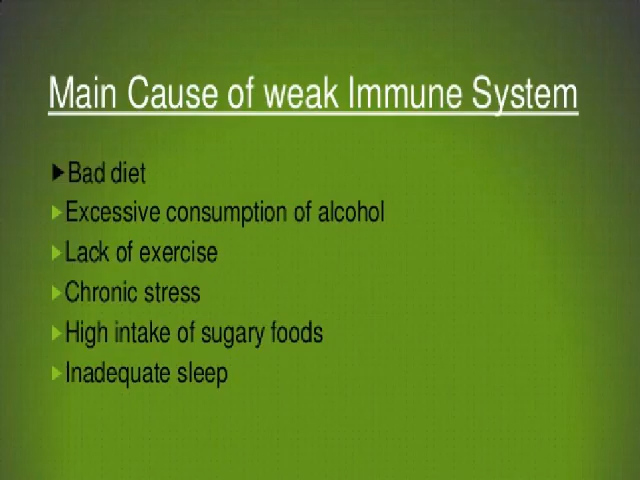 Main Cause of weak Immune System
Bad diet
Excessive consumption of alcohol
Lack of exercise
Chronic stress
High intake of sugary foods
Inadequate sleep